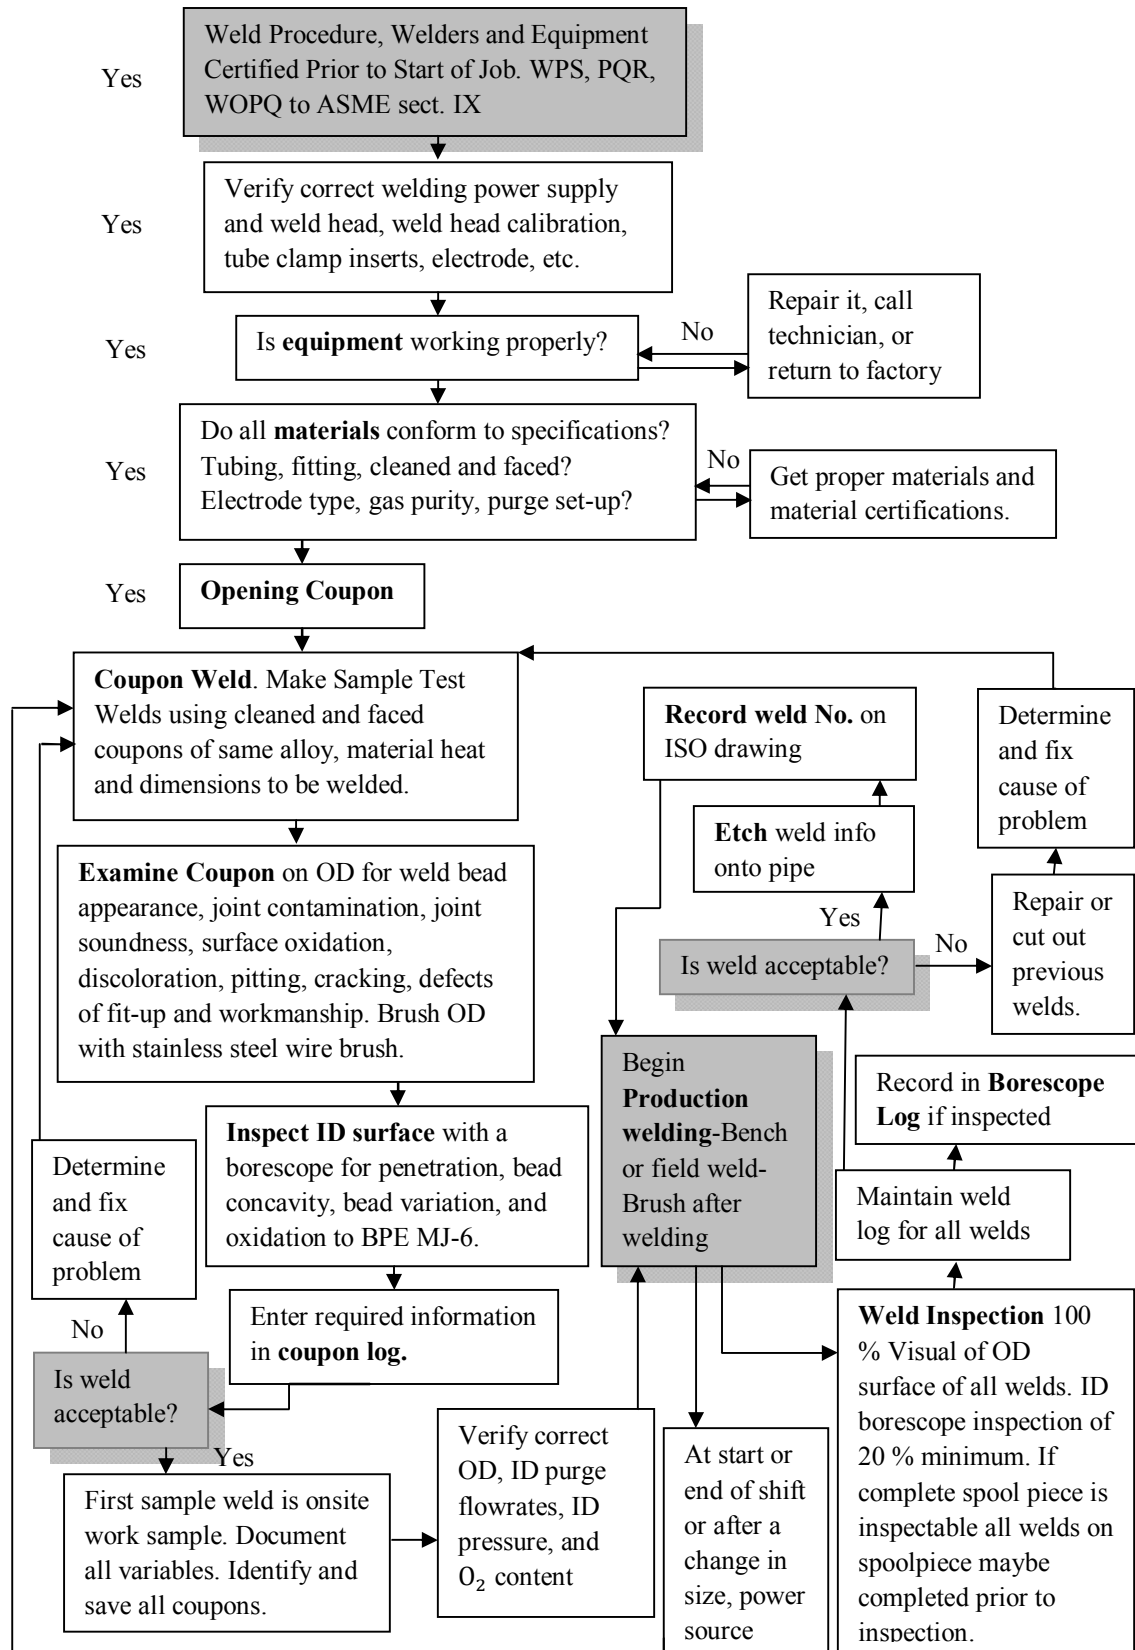 Yes
Weld Procedure, Welders and Equipment
Certified Prior to Start of Job. WPS, PQR,
WOPQ to ASME sect. IX
Yes
Verify correct welding power supply
and weld head, weld head calibration,
tube clamp inserts, electrode, etc.
Yes
Is equipment working properly?
No
Repair it, call
technician, or
return to factory
Yes
Do all materials conform to specifications?
Tubing, fitting, cleaned and faced?
Electrode type, gas purity, purge set-up?
No
Get proper materials and
material certifications.
Yes
Opening Coupon
Coupon Weld. Make Sample Test
Welds using cleaned and faced
coupons of same alloy, material heat
and dimensions to be welded.
Examine Coupon on OD for weld bead
appearance, joint contamination, joint
soundness, surface oxidation,
discoloration, pitting, cracking, defects
of fit-up and workmanship. Brush OD
with stainless steel wire brush.
Inspect ID surface with a
borescope for penetration, bead
concavity, bead variation, and
oxidation to BPE MJ-6.
Enter required information
in coupon log.
Is weld
acceptable?
No
Determine
and fix
cause of
problem
Yes
First sample weld is onsite
work sample. Document
all variables. Identify and
save all coupons.
Verify correct
OD, ID purge
flowrates, ID
pressure, and
O₂ content
Begin
Production
welding-Bench
or field weld-
Brush after
welding
At start or
end of shift
or after a
change in
size, power
source
Weld Inspection 100
% Visual of OD
surface of all welds. ID
borescope inspection of
20 % minimum. If
complete spool piece is
inspectable all welds on
spoolpiece maybe
completed prior to
inspection.
Maintain weld
log for all welds
Record in Borescope
Log if inspected
Is weld acceptable?
Yes
Etch weld info
onto pipe
Record weld No. on
ISO drawing
No
Repair or
cut out
previous
welds.
Determine
and fix
cause of
problem